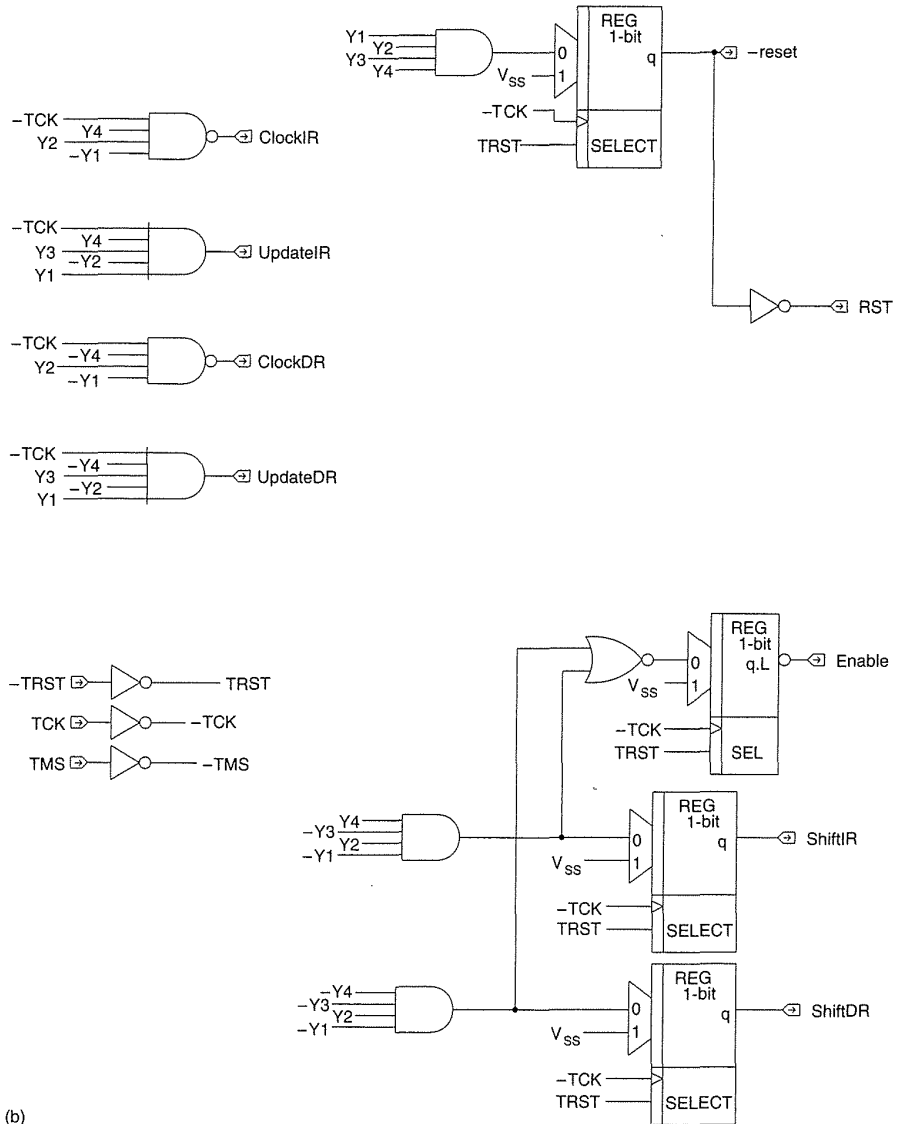 Y1
Y2
Y3
Y4
VSS
0
1
REG
1-bit
q
-reset
-TCK
TRST
SELECT
RST
-TCK
Y4
Y2
-Y1
ClockIR
-TCK
Y4
Y3
-Y2
Y1
UpdateIR
-TCK
-Y4
Y2
-Y1
ClockDR
-TCK
-Y4
Y3
-Y2
Y1
UpdateDR
-TRST
TRST
TCK
-TCK
TMS
-TMS
VSS
0
1
REG
1-bit
q.L
Enable
-TCK
TRST
SEL
Y4
-Y3
Y2
-Y1
VSS
0
1
REG
1-bit
q
ShiftIR
-TCK
TRST
SELECT
-Y4
-Y3
Y2
-Y1
VSS
0
1
REG
1-bit
q
ShiftDR
-TCK
TRST
SELECT
(b)